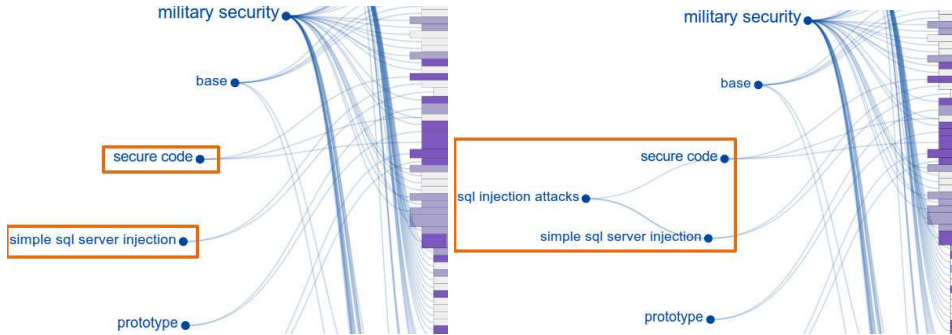 military security
base
secure code
simple sql server injection
prototype
military security
base
secure code
sql injection attacks
simple sql server injection
prototype